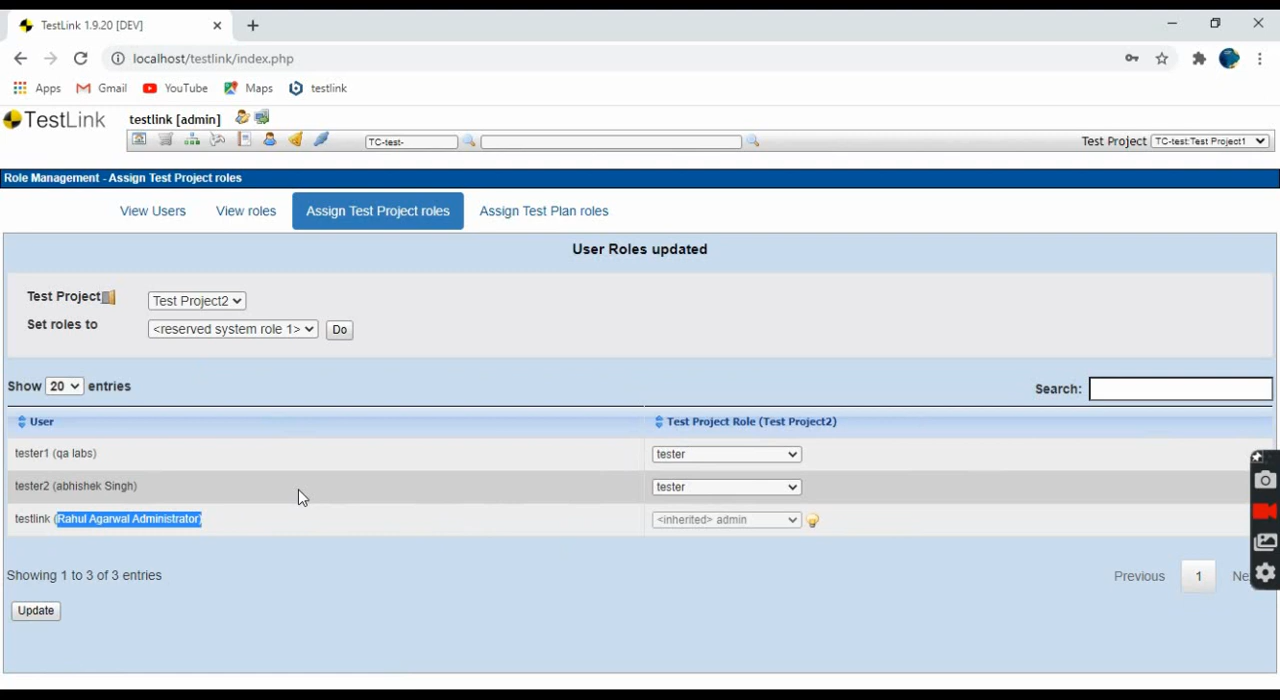 TestLink 1.9.20 [DEV]
localhost/testlink/index.php
Apps Gmail YouTube Maps testlink
TestLink testlink [admin]
TC-test- Test Project TC-test:Test Project1
Role Management - Assign Test Project roles
View Users View roles Assign Test Project roles Assign Test Plan roles
User Roles updated
Test Project Test Project2
Set roles to <reserved system role 1> Do
Show 20 entries Search:
User Test Project Role (Test Project2)
tester1 (qa labs) tester
tester2 (abhishek Singh) tester
testlink (Rahul Agarwal Administrator) <inherited> admin
Showing 1 to 3 of 3 entries Previous 1
Update